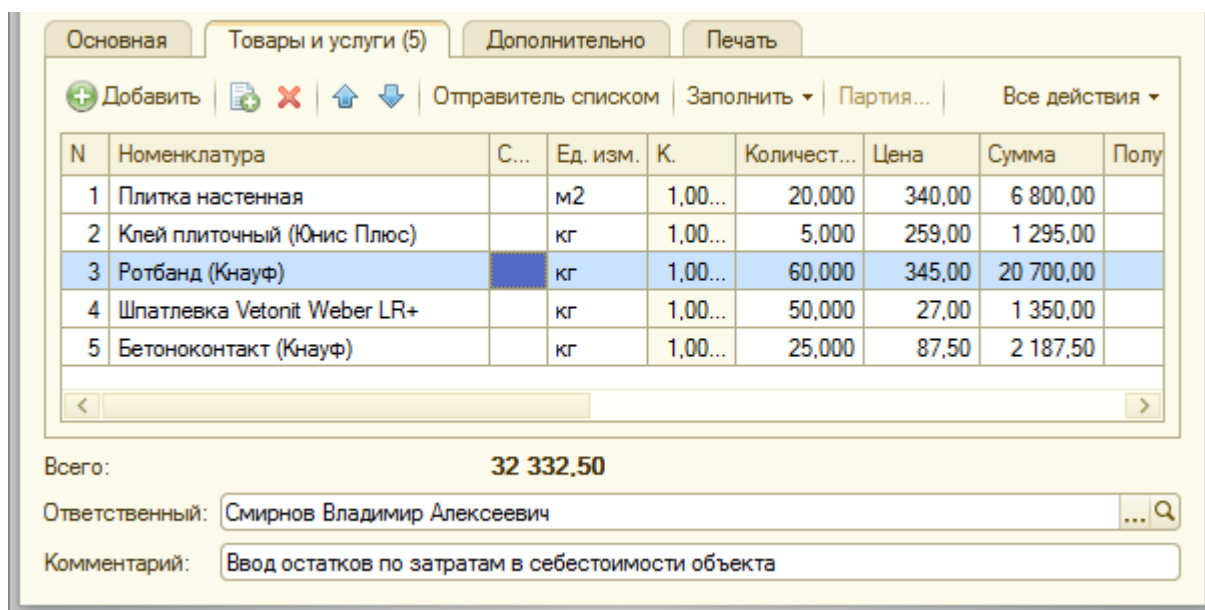 Основная Товары и услуги (5) Дополнительно Печать
Добавить Отправитель списком Заполнить Партия... Все действия
N Номенклатура С... Ед. изм. К. Количест... Цена Сумма Полу
1 Плитка настенная м2 1,00... 20,000 340,00 6 800,00
2 Клей плиточный (Юнис Плюс) кг 1,00... 5,000 259,00 1 295,00
3 Ротбанд (Кнауф) кг 1,00... 60,000 345,00 20 700,00
4 Шпатлевка Vetonit Weber LR+ кг 1,00... 50,000 27,00 1 350,00
5 Бетоноконтакт (Кнауф) кг 1,00... 25,000 87,50 2 187,50
Всего: 32 332,50
Ответственный: Смирнов Владимир Алексеевич ...
Комментарий: Ввод остатков по затратам в себестоимости объекта